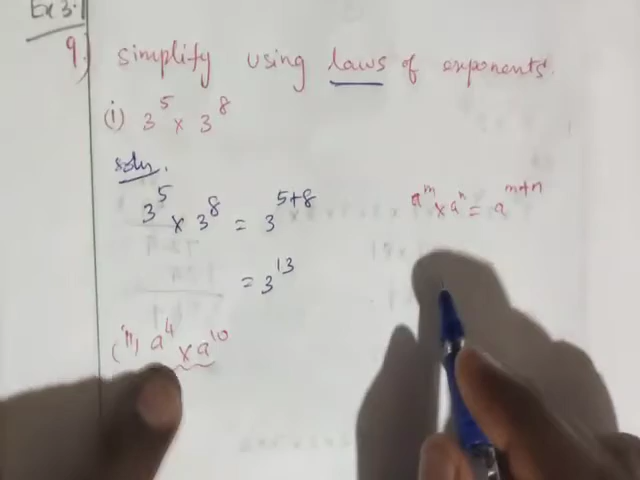 Ex 3.1
9) simplify using laws of exponents.
(i) 3^5 x 3^8
soln.
3^5 x 3^8 = 3^5+8
a^m x a^n = a^m+n
= 3^13
(ii) a^4 x a^10